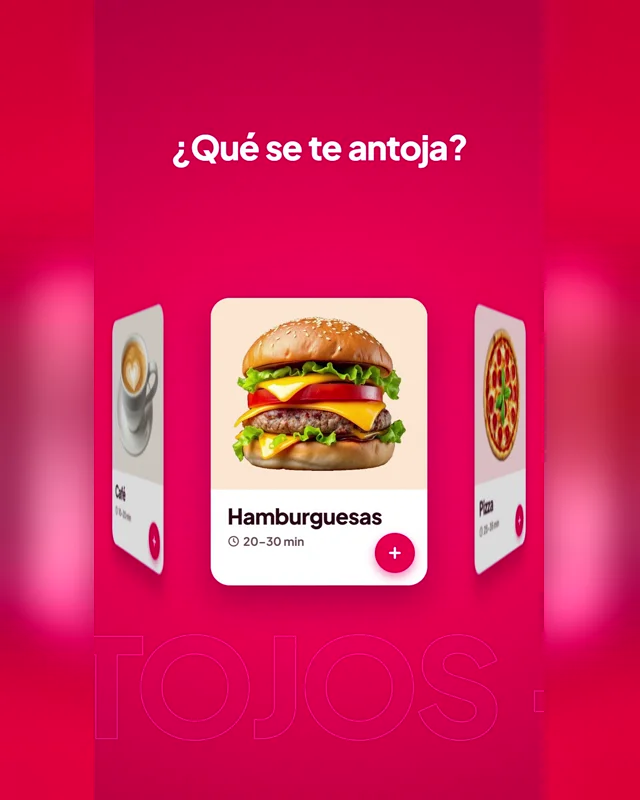 ¿Qué se te antoja?
Café
Hamburguesas
20–30 min
Pizza
TOJOS